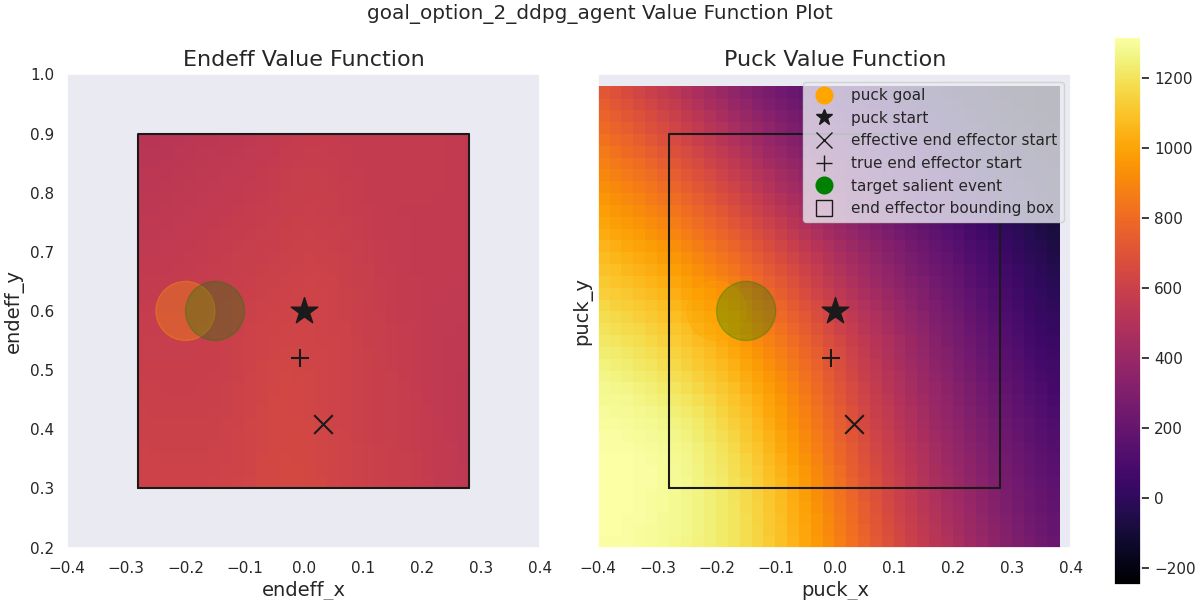 goal_option_2_ddpg_agent Value Function Plot
Endeff Value Function
1.0
0.9
0.8
0.7
0.6
0.5
0.4
0.3
0.2
endeff_y
−0.4 −0.3 −0.2 −0.1 0.0 0.1 0.2 0.3 0.4
endeff_x
Puck Value Function
puck goal
puck start
effective end effector start
true end effector start
target salient event
end effector bounding box
puck_y
−0.4 −0.3 −0.2 −0.1 0.0 0.1 0.2 0.3 0.4
puck_x
1200
1000
800
600
400
200
0
−200